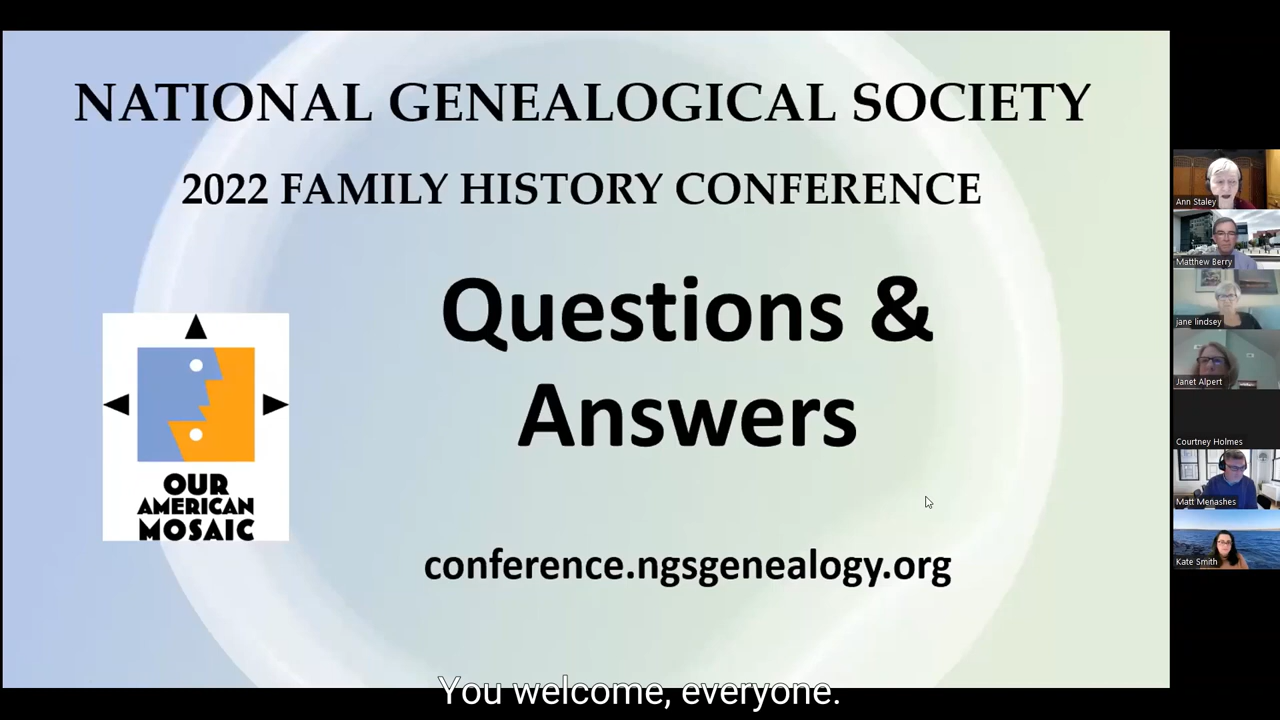 NATIONAL GENEALOGICAL SOCIETY
2022 FAMILY HISTORY CONFERENCE
Questions &
Answers
OUR
AMERICAN
MOSAIC
conference.ngsgenealogy.org
You welcome, everyone.
Ann Staley
Matthew Berry
jane lindsey
Janet Alpert
Courtney Holmes
Matt Menashes
Kate Smith